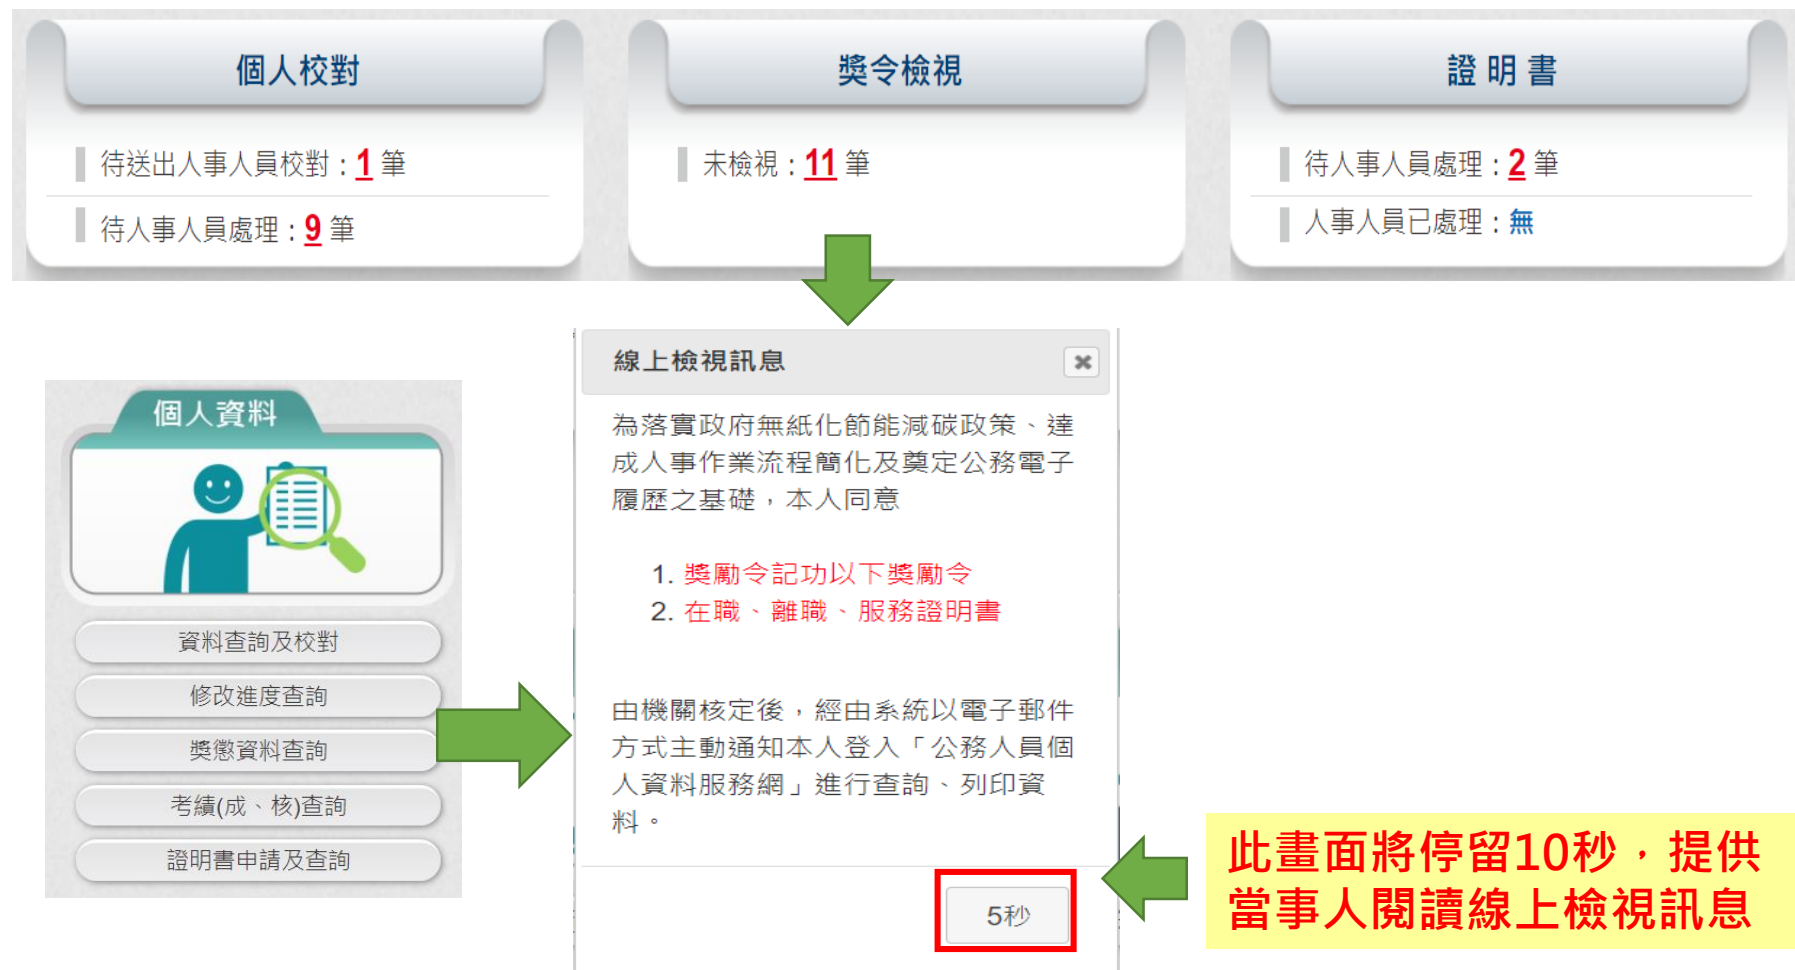 個人校對
待送出人事人員校對：1 筆
待人事人員處理：9 筆
獎令檢視
未檢視：11 筆
證 明 書
待人事人員處理：2 筆
人事人員已處理：無
個人資料
資料查詢及校對
修改進度查詢
獎懲資料查詢
考績(成、核)查詢
證明書申請及查詢
線上檢視訊息
為落實政府無紙化節能減碳政策、達
成人事作業流程簡化及奠定公務電子
履歷之基礎，本人同意
1. 獎勵令記功以下獎勵令
2. 在職、離職、服務證明書
由機關核定後，經由系統以電子郵件
方式主動通知本人登入「公務人員個
人資料服務網」進行查詢、列印資
料。
5秒
此畫面將停留10秒，提供
當事人閱讀線上檢視訊息